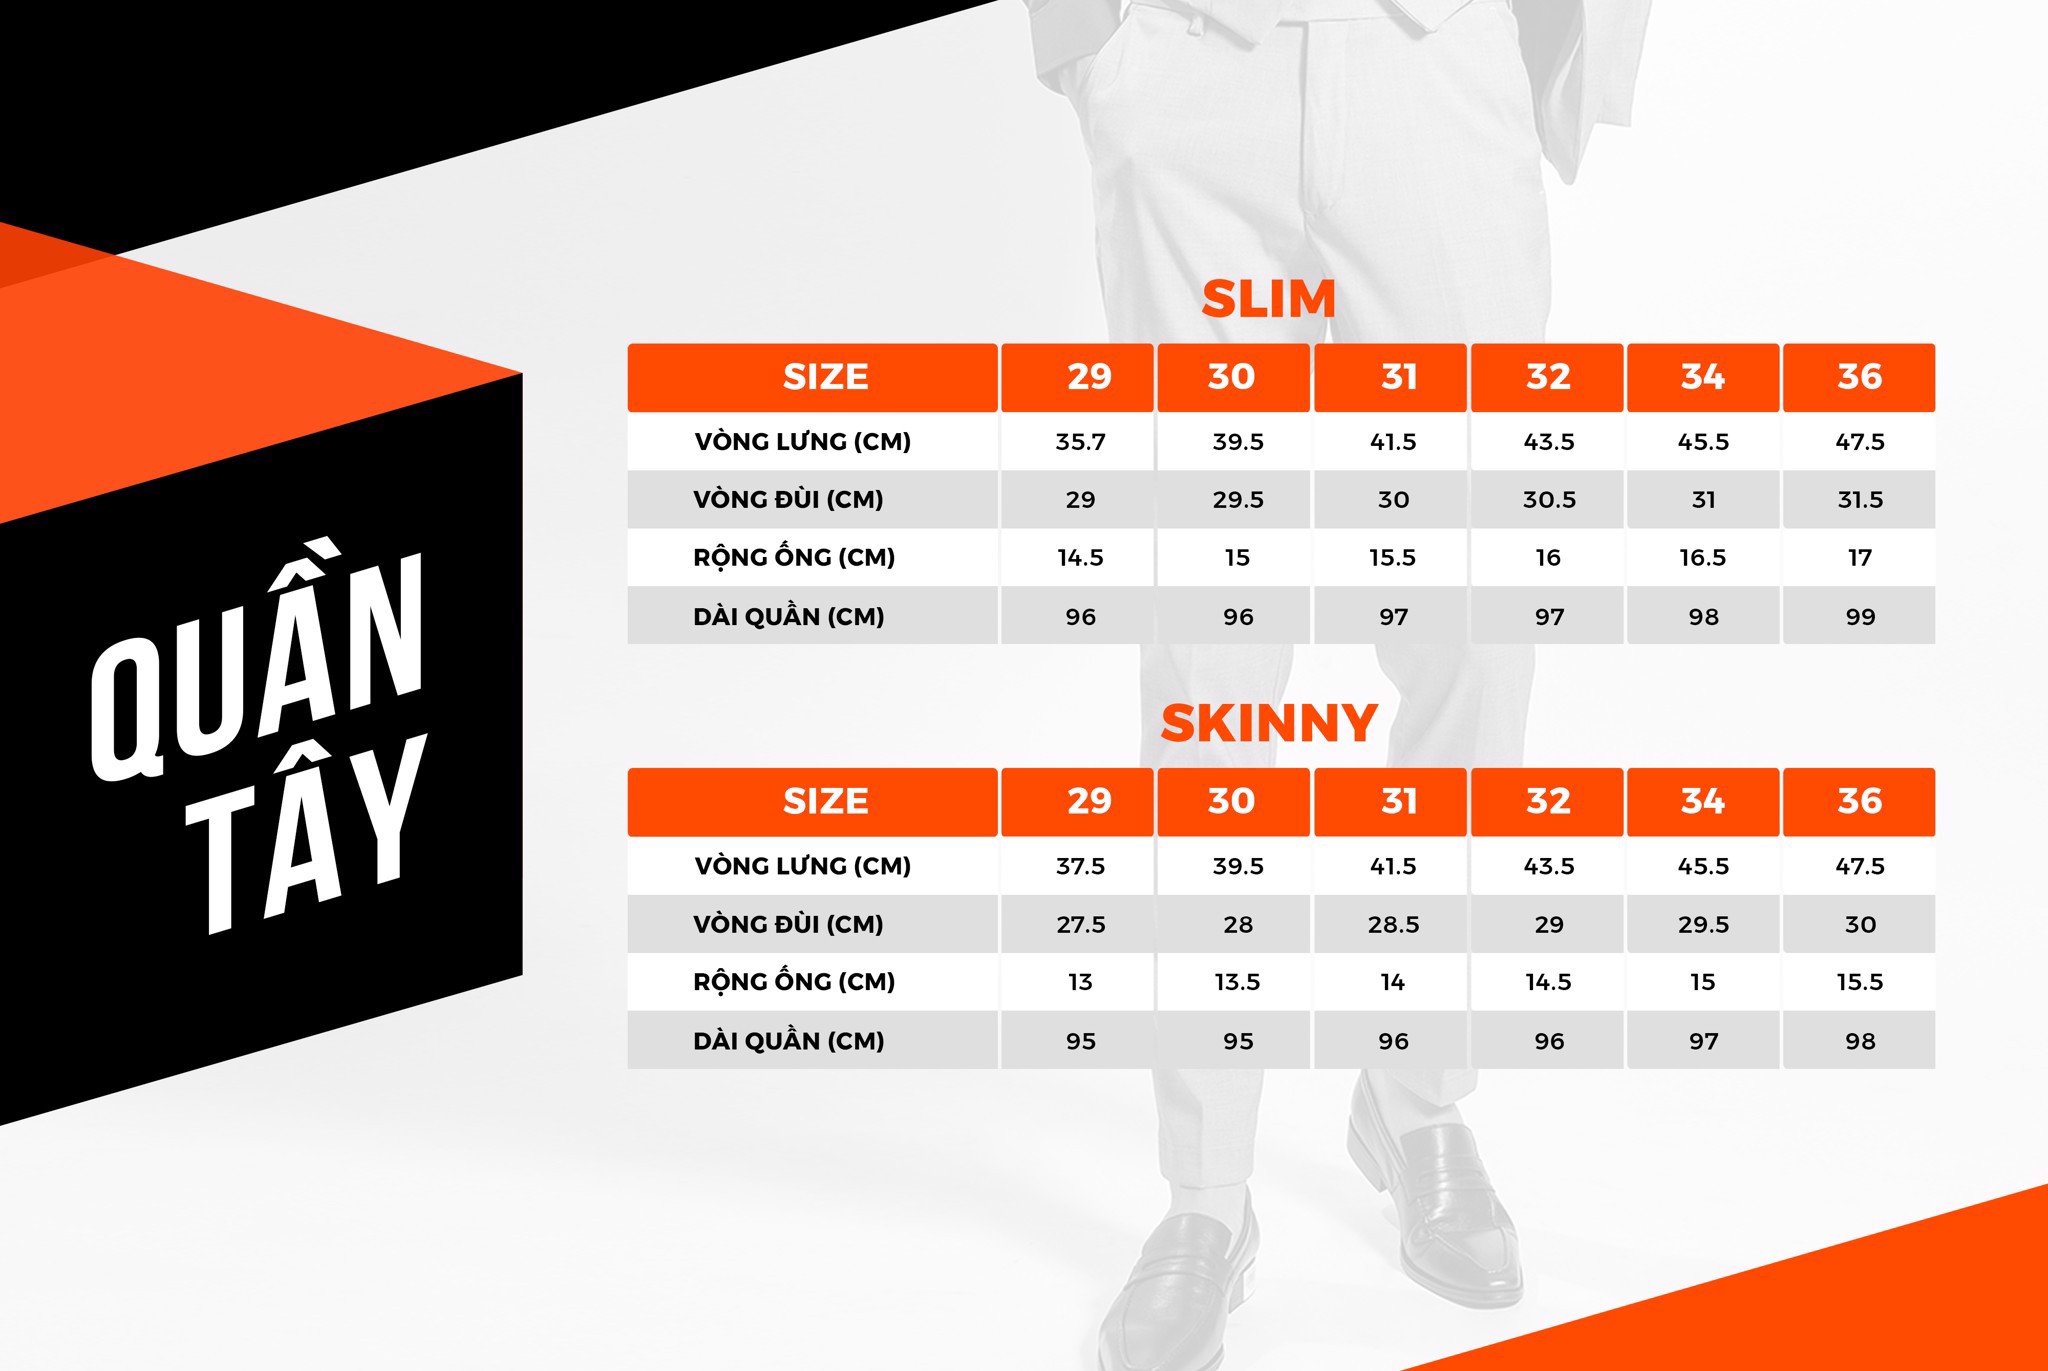 QUẦN
TÂY
SLIM
SIZE 29 30 31 32 34 36
VÒNG LƯNG (CM) 35.7 39.5 41.5 43.5 45.5 47.5
VÒNG ĐÙI (CM) 29 29.5 30 30.5 31 31.5
RỘNG ỐNG (CM) 14.5 15 15.5 16 16.5 17
DÀI QUẦN (CM) 96 96 97 97 98 99
SKINNY
SIZE 29 30 31 32 34 36
VÒNG LƯNG (CM) 37.5 39.5 41.5 43.5 45.5 47.5
VÒNG ĐÙI (CM) 27.5 28 28.5 29 29.5 30
RỘNG ỐNG (CM) 13 13.5 14 14.5 15 15.5
DÀI QUẦN (CM) 95 95 96 96 97 98